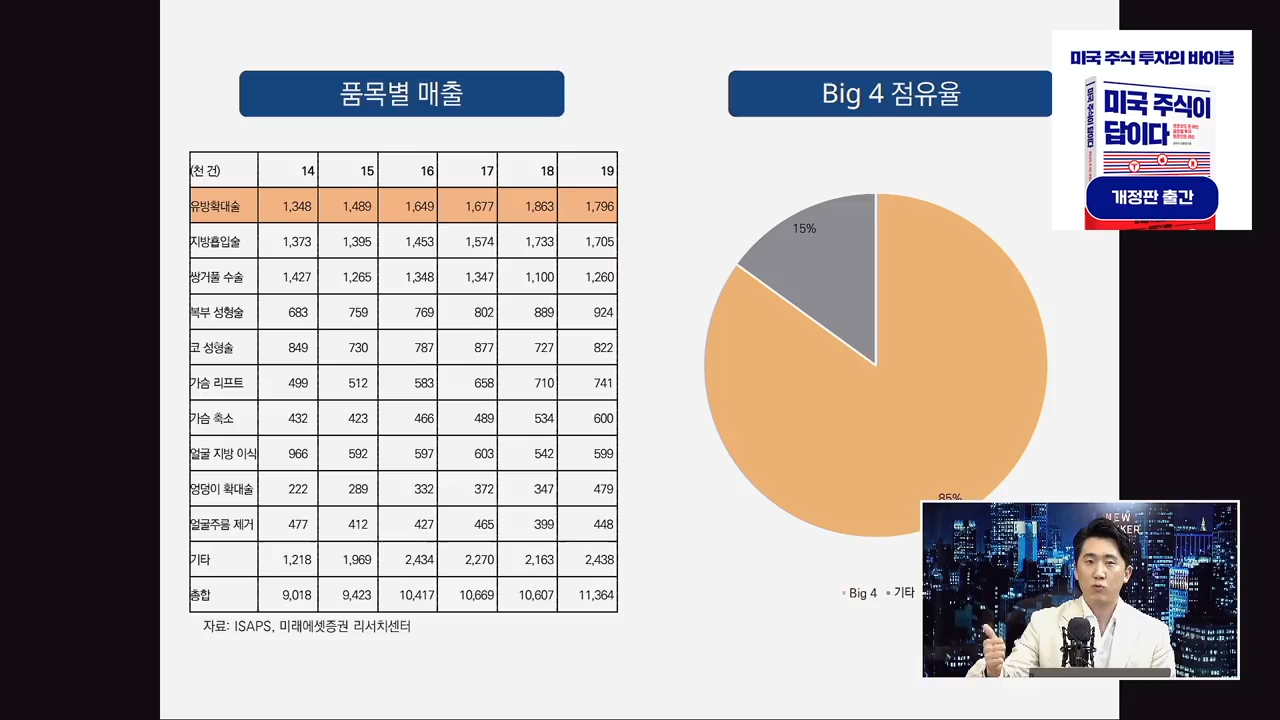 품목별 매출
Big 4 점유율
(천 건) 14 15 16 17 18 19
유방확대술 1,348 1,489 1,649 1,677 1,863 1,796
지방흡입술 1,373 1,395 1,453 1,574 1,733 1,705
쌍거풀 수술 1,427 1,265 1,348 1,347 1,100 1,260
복부 성형술 683 759 769 802 889 924
코 성형술 849 730 787 877 727 822
가슴 리프트 499 512 583 658 710 741
가슴 축소 432 423 466 489 534 600
얼굴 지방 이식 966 592 597 603 542 599
엉덩이 확대술 222 289 332 372 347 479
얼굴주름 제거 477 412 427 465 399 448
기타 1,218 1,969 2,434 2,270 2,163 2,438
총합 9,018 9,423 10,417 10,669 10,607 11,364
자료: ISAPS, 미래에셋증권 리서치센터
15%
85%
Big 4 기타
미국 주식 투자의 바이블
미국 주식이
답이다
미국 주식이 답이다
개정판 출간
NEW